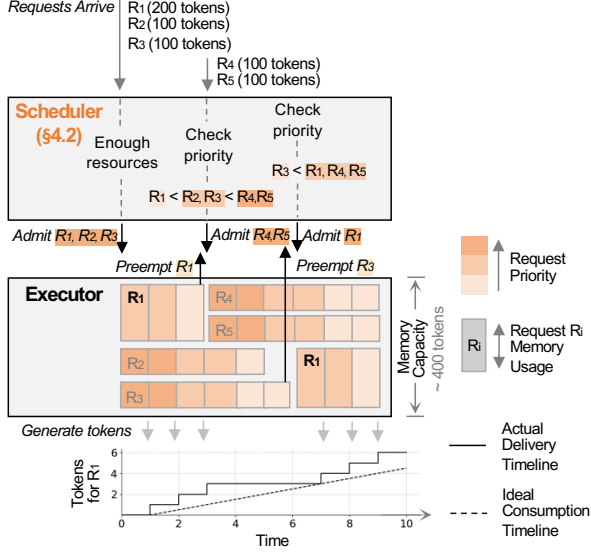 Requests Arrive
R1 (200 tokens)
R2 (100 tokens)
R3 (100 tokens)
R4 (100 tokens)
R5 (100 tokens)
Scheduler
(§4.2)
Enough
resources
Check
priority
Check
priority
R3 < R1, R4, R5
R1 < R2, R3 < R4,R5
Admit R1, R2, R3
Admit R4,R5
Admit R1
Preempt R1
Preempt R3
Executor
R1
R4
R5
R2
R1
R3
Memory
Capacity
~ 400 tokens
Request
Priority
Ri
Request Ri
Memory
Usage
Generate tokens
Tokens
for R1
6
4
2
0
2
4
6
8
10
Time
Actual
Delivery
Timeline
Ideal
Consumption
Timeline